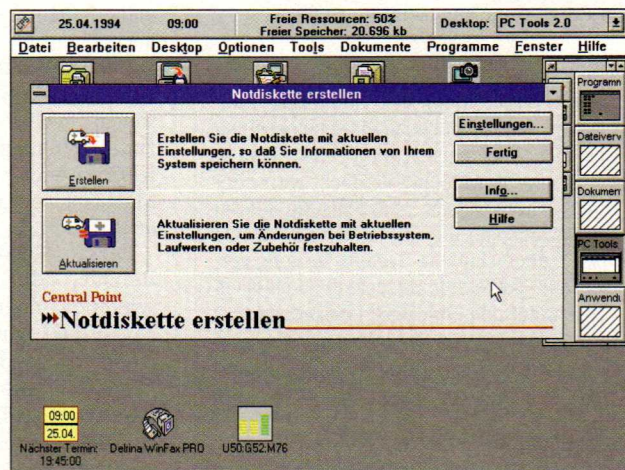 25.04.1994
09:00
Freie Ressourcen: 50%
Freier Speicher: 20.696 kb
Desktop:
PC Tools 2.0
Datei Bearbeiten Desktop Optionen Tools Dokumente Programme Fenster Hilfe
Notdiskette erstellen
Erstellen
Erstellen Sie die Notdiskette mit aktuellen
Einstellungen, so daß Sie Informationen von Ihrem
System speichern können.
Aktualisieren
Aktualisieren Sie die Notdiskette mit aktuellen
Einstellungen, um Änderungen bei Betriebssystem,
Laufwerken oder Zubehör festzuhalten.
Einstellungen...
Fertig
Info...
Hilfe
Central Point
Notdiskette erstellen
Programm
Dateiverv
Dokumen
PC Tools
Anwend
09:00
25.04.
Nächster Termin:
19:45:00
Delrina WinFax PRO
U50:G52:M76